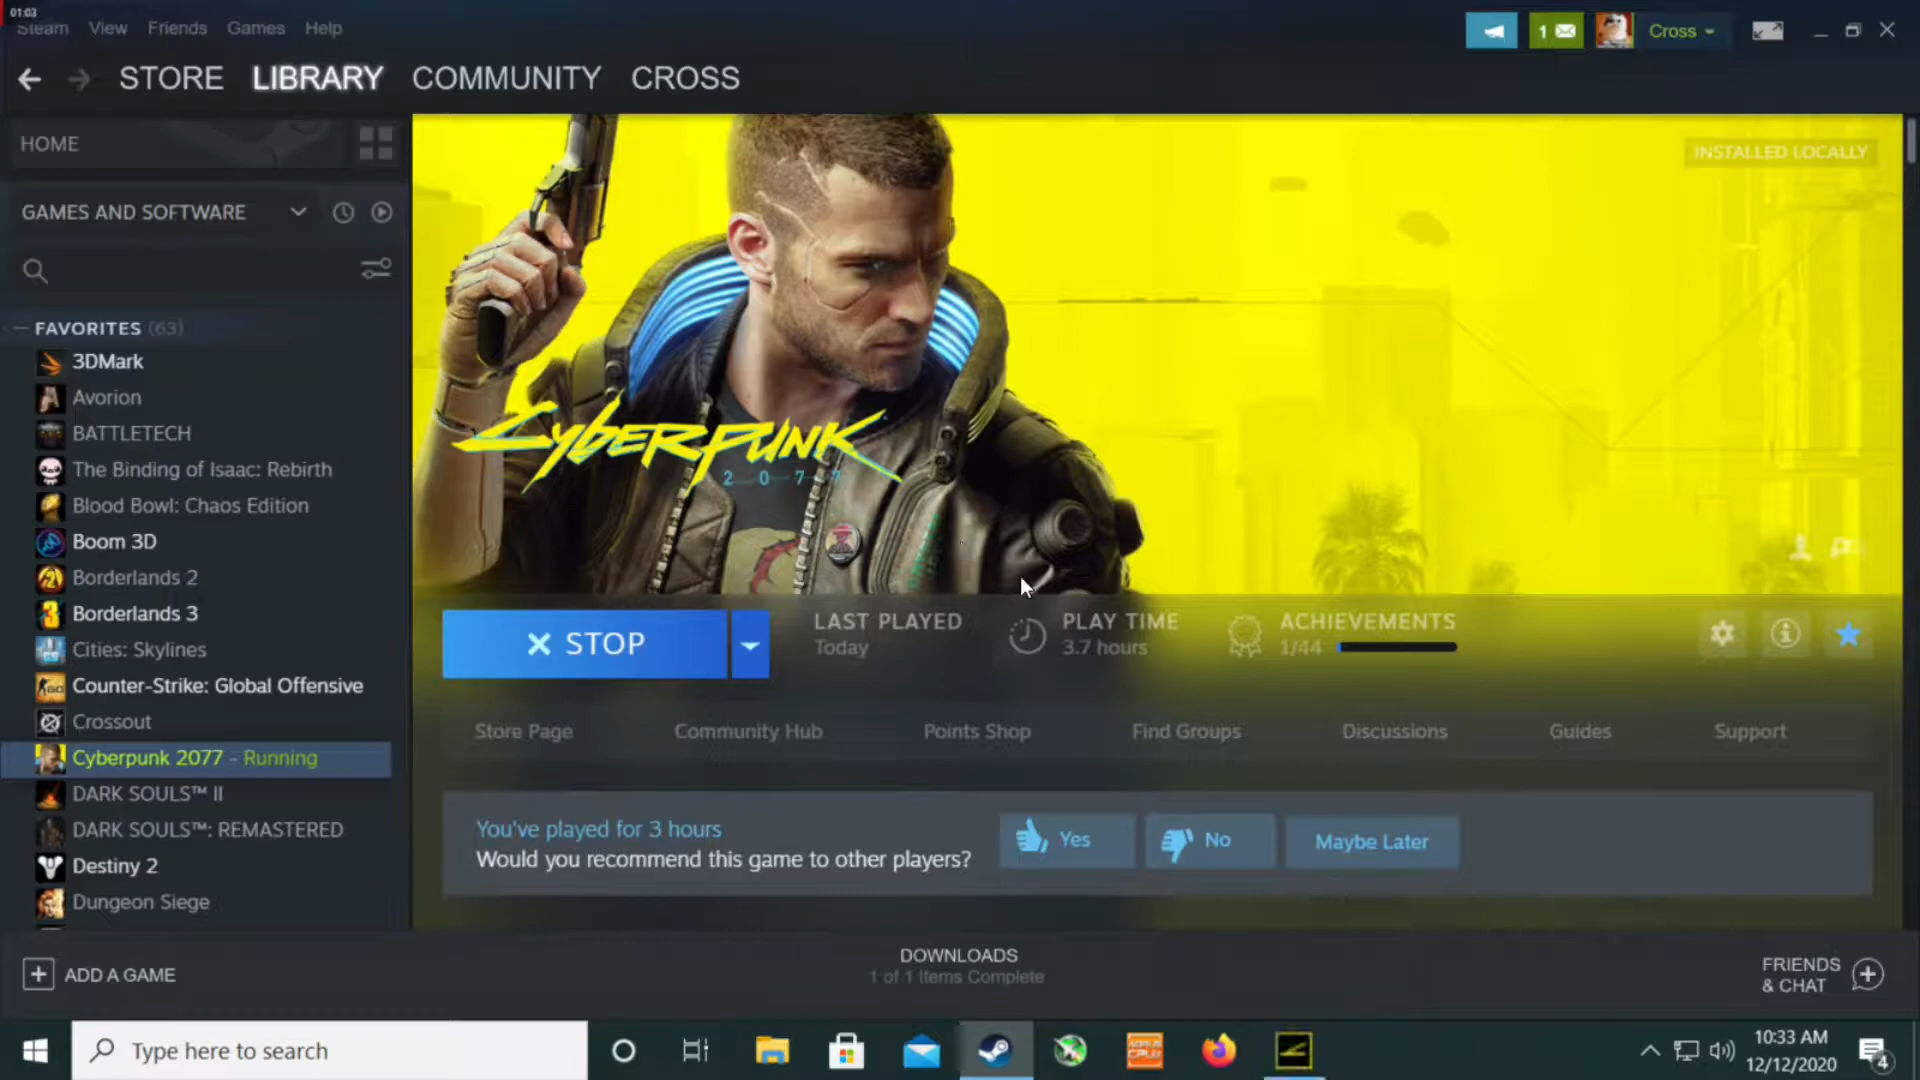 01:03
Steam View Friends Games Help
1
Cross
STORE LIBRARY COMMUNITY CROSS
HOME
INSTALLED LOCALLY
GAMES AND SOFTWARE
FAVORITES (63)
3DMark
Avorion
BATTLETECH
The Binding of Isaac: Rebirth
Blood Bowl: Chaos Edition
Boom 3D
Borderlands 2
Borderlands 3
Cities: Skylines
Counter-Strike: Global Offensive
Crossout
Cyberpunk 2077 - Running
DARK SOULS™ II
DARK SOULS™: REMASTERED
Destiny 2
Dungeon Siege
Cyberpunk
2077
STOP
LAST PLAYED
Today
PLAY TIME
3.7 hours
ACHIEVEMENTS
1/44
Store Page Community Hub Points Shop Find Groups Discussions Guides Support
You've played for 3 hours
Would you recommend this game to other players?
Yes No Maybe Later
ADD A GAME
DOWNLOADS
1 of 1 Items Complete
FRIENDS
& CHAT
Type here to search
10:33 AM
12/12/2020
4